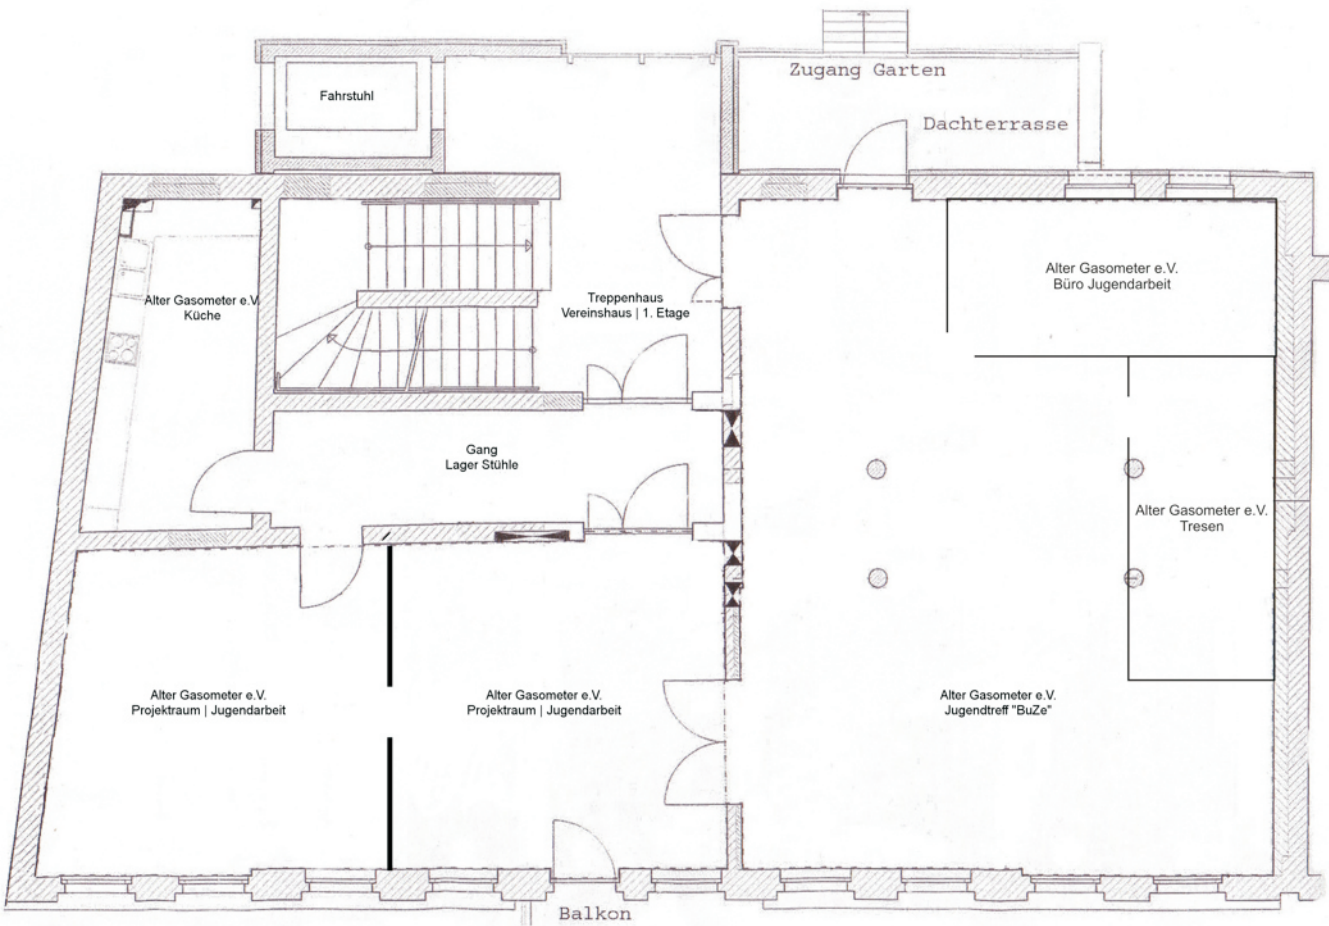 Zugang Garten
Fahrstuhl
Dachterrasse
Alter Gasometer e.V.
Büro Jugendarbeit
Alter Gasometer e.V.
Küche
Treppenhaus
Vereinshaus | 1. Etage
Gang
Lager Stühle
Alter Gasometer e.V.
Tresen
Alter Gasometer e.V.
Projektraum | Jugendarbeit
Alter Gasometer e.V.
Projektraum | Jugendarbeit
Alter Gasometer e.V.
Jugendtreff "BuZe"
Balkon